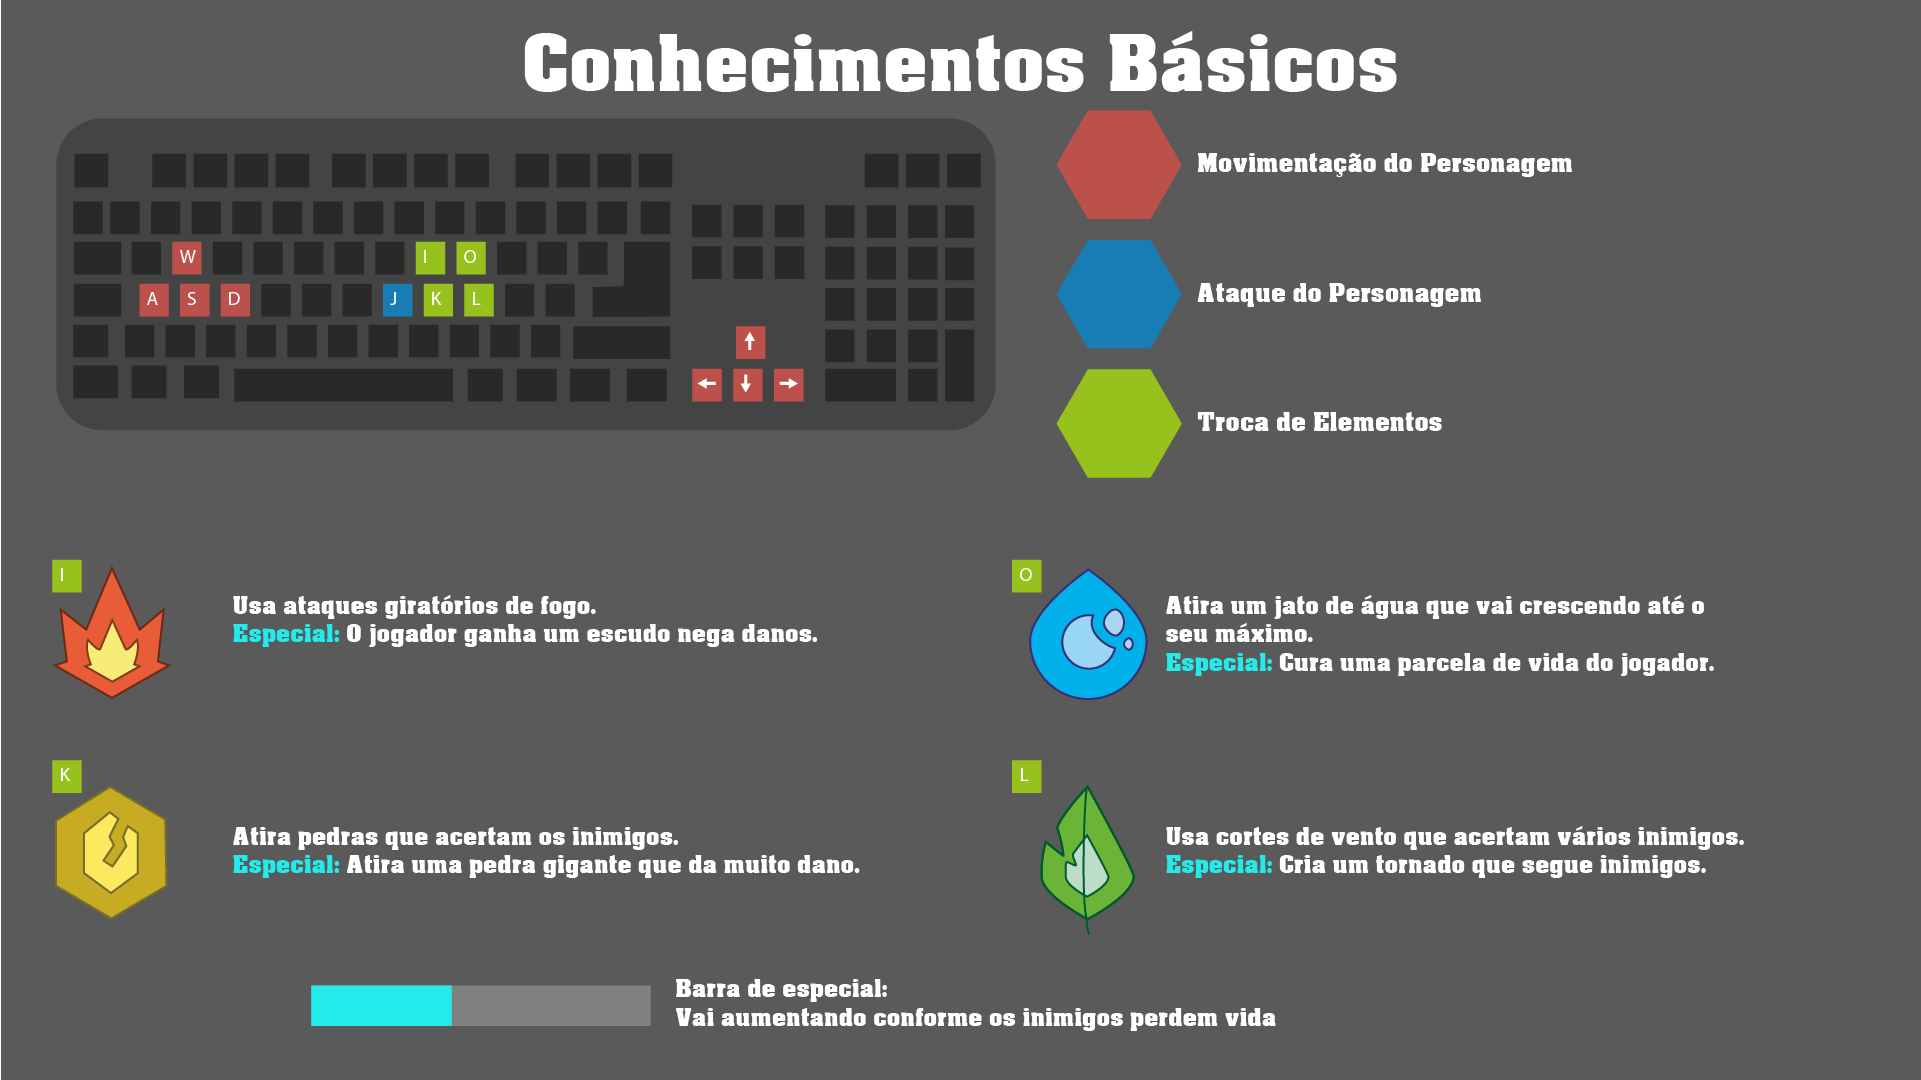 Conhecimentos Básicos
W
I
O
A
S
D
J
K
L
↑
←
↓
→
Movimentação do Personagem
Ataque do Personagem
Troca de Elementos
I
Usa ataques giratórios de fogo.
Especial: O jogador ganha um escudo nega danos.
O
Atira um jato de água que vai crescendo até o
seu máximo.
Especial: Cura uma parcela de vida do jogador.
K
Atira pedras que acertam os inimigos.
Especial: Atira uma pedra gigante que da muito dano.
L
Usa cortes de vento que acertam vários inimigos.
Especial: Cria um tornado que segue inimigos.
Barra de especial:
Vai aumentando conforme os inimigos perdem vida